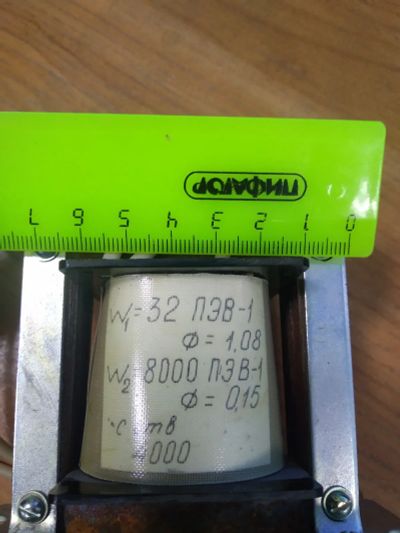 ПИФАГОР
0 1 2 3 4 5 6 7
W₁=32 ПЭВ-1
Ф = 1,08
W₂ 8000 ПЭВ-1
Ф = 0,15
000